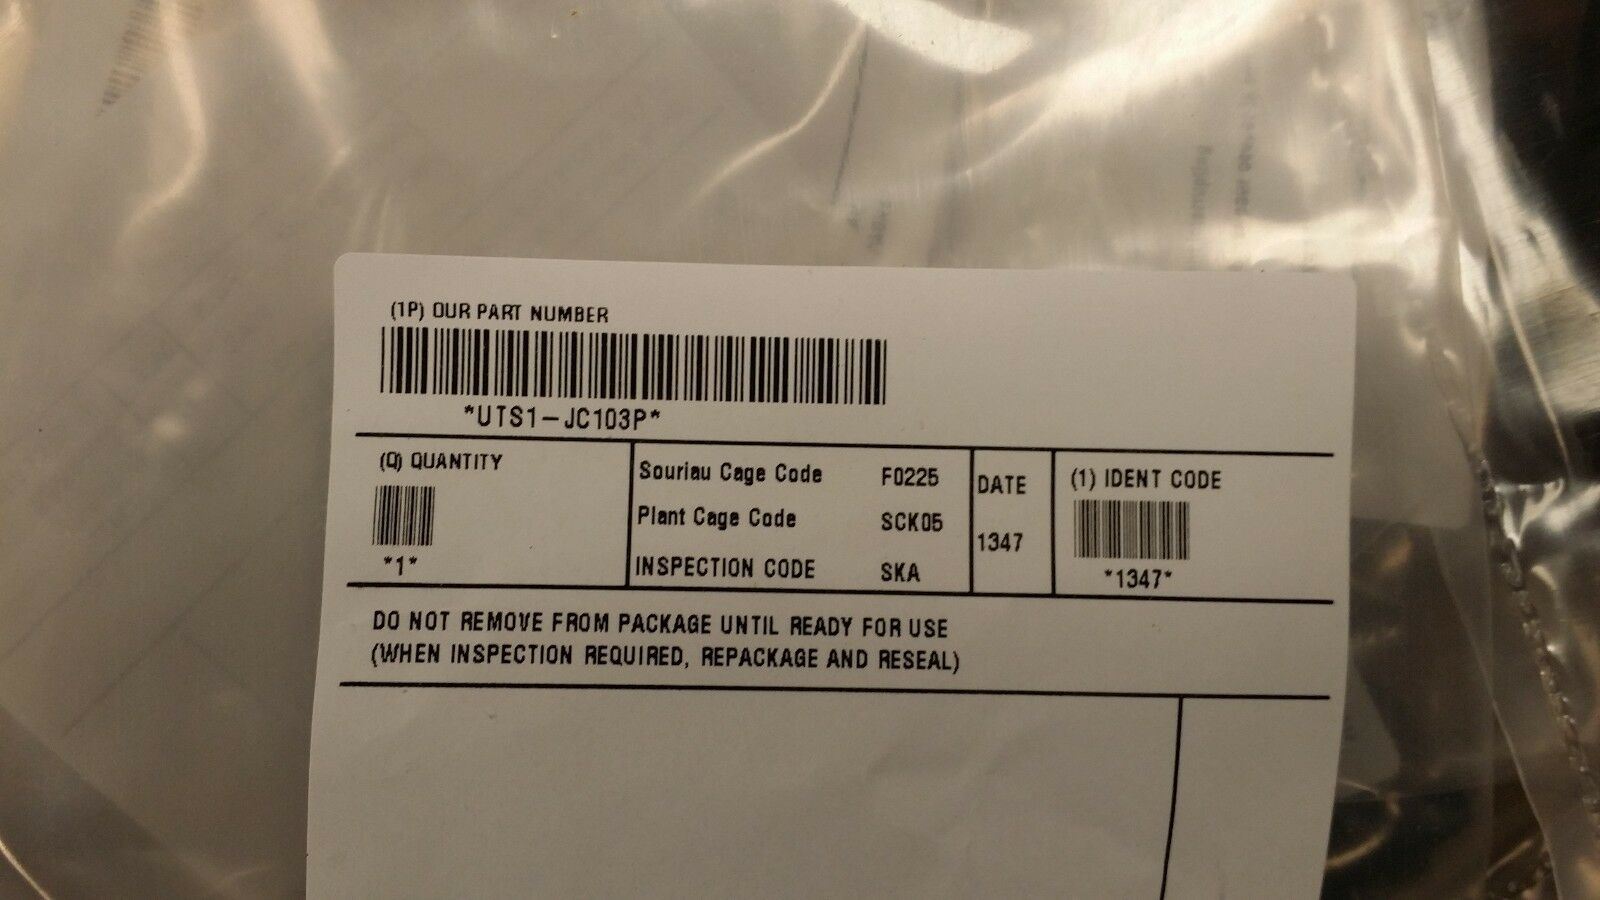 (1P) OUR PART NUMBER
*UTS1-JC103P*
(Q) QUANTITY
*1*
Souriau Cage Code F0225
Plant Cage Code SCK05
INSPECTION CODE SKA
DATE
1347
(1) IDENT CODE
*1347*
DO NOT REMOVE FROM PACKAGE UNTIL READY FOR USE
(WHEN INSPECTION REQUIRED, REPACKAGE AND RESEAL)